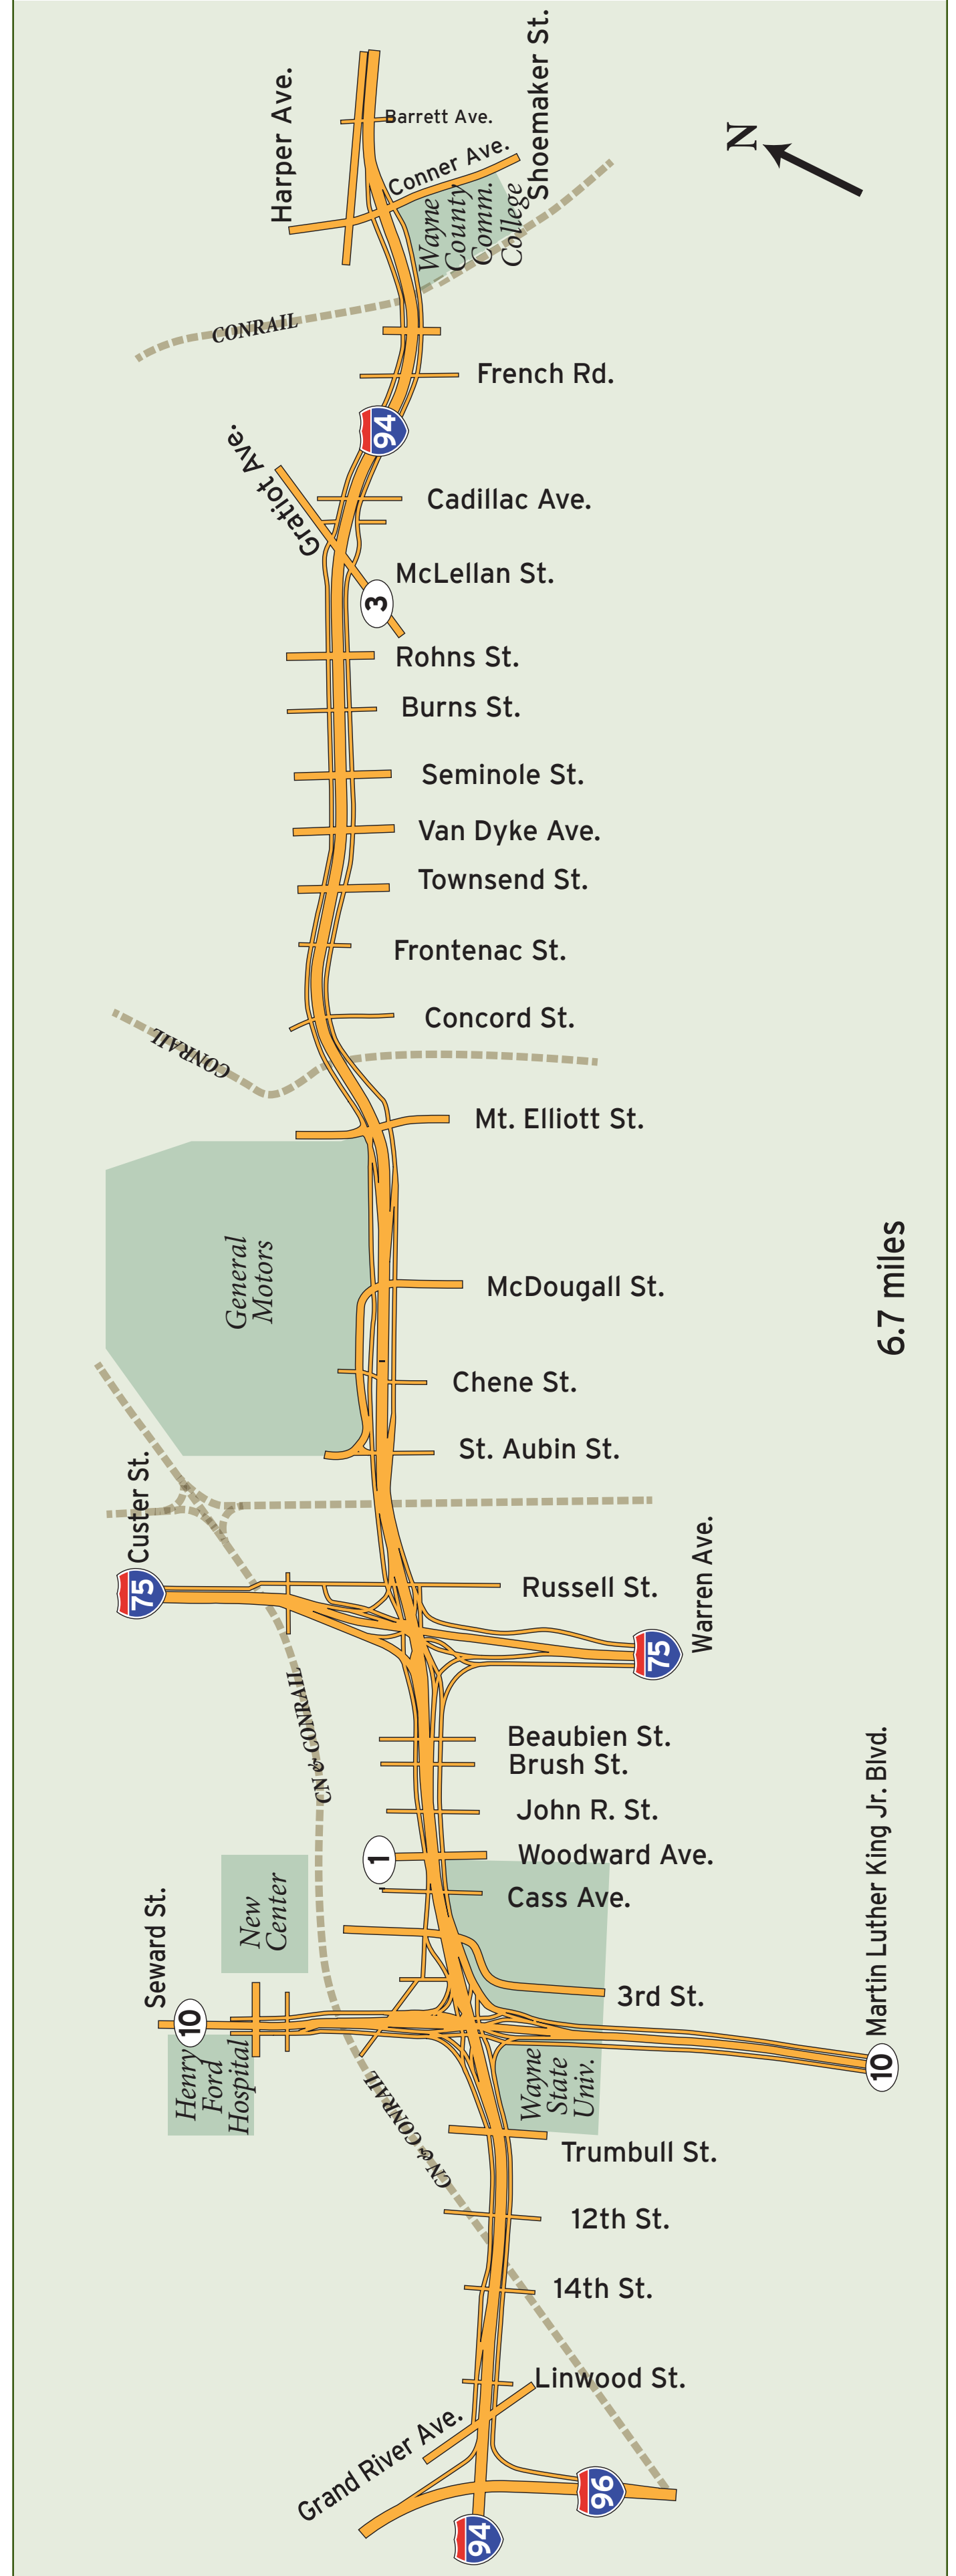 Harper Ave.
Shoemaker St.
Barrett Ave.
Conner Ave.
N
Wayne
County
Comm.
College
CONRAIL
French Rd.
94
Gratiot Ave.
Cadillac Ave.
McLellan St.
3
Rohns St.
Burns St.
Seminole St.
Van Dyke Ave.
Townsend St.
Frontenac St.
Concord St.
CONRAIL
Mt. Elliott St.
General
Motors
McDougall St.
6.7 miles
Chene St.
St. Aubin St.
Custer St.
75
Russell St.
Warren Ave.
75
CN & CONRAIL
Beaubien St.
Brush St.
John R. St.
1
Woodward Ave.
Cass Ave.
New
Center
Seward St.
Martin Luther King Jr. Blvd.
3rd St.
10
10
Henry
Ford
Hospital
Wayne
State
Univ.
CN & CONRAIL
Trumbull St.
12th St.
14th St.
Linwood St.
Grand River Ave.
96
94